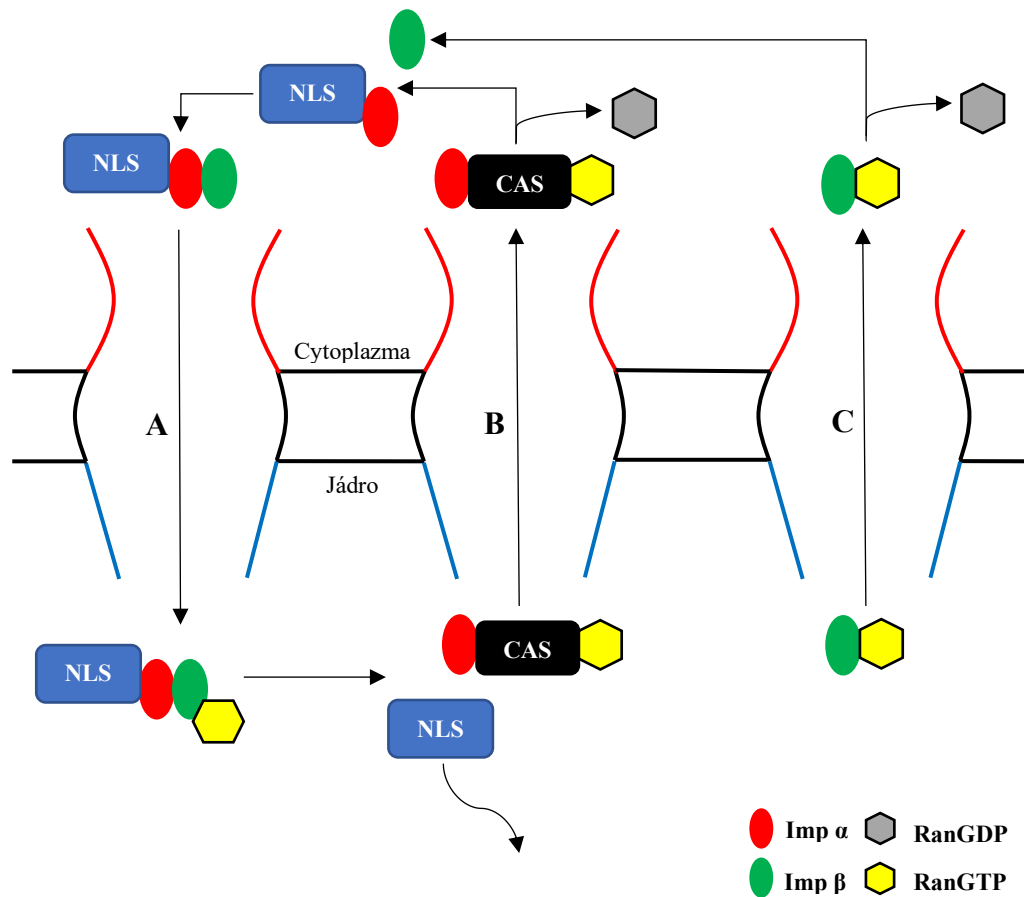 NLS
NLS
CAS
Cytoplazma
A
B
C
Jádro
NLS
CAS
NLS
Imp α
RanGDP
Imp β
RanGTP